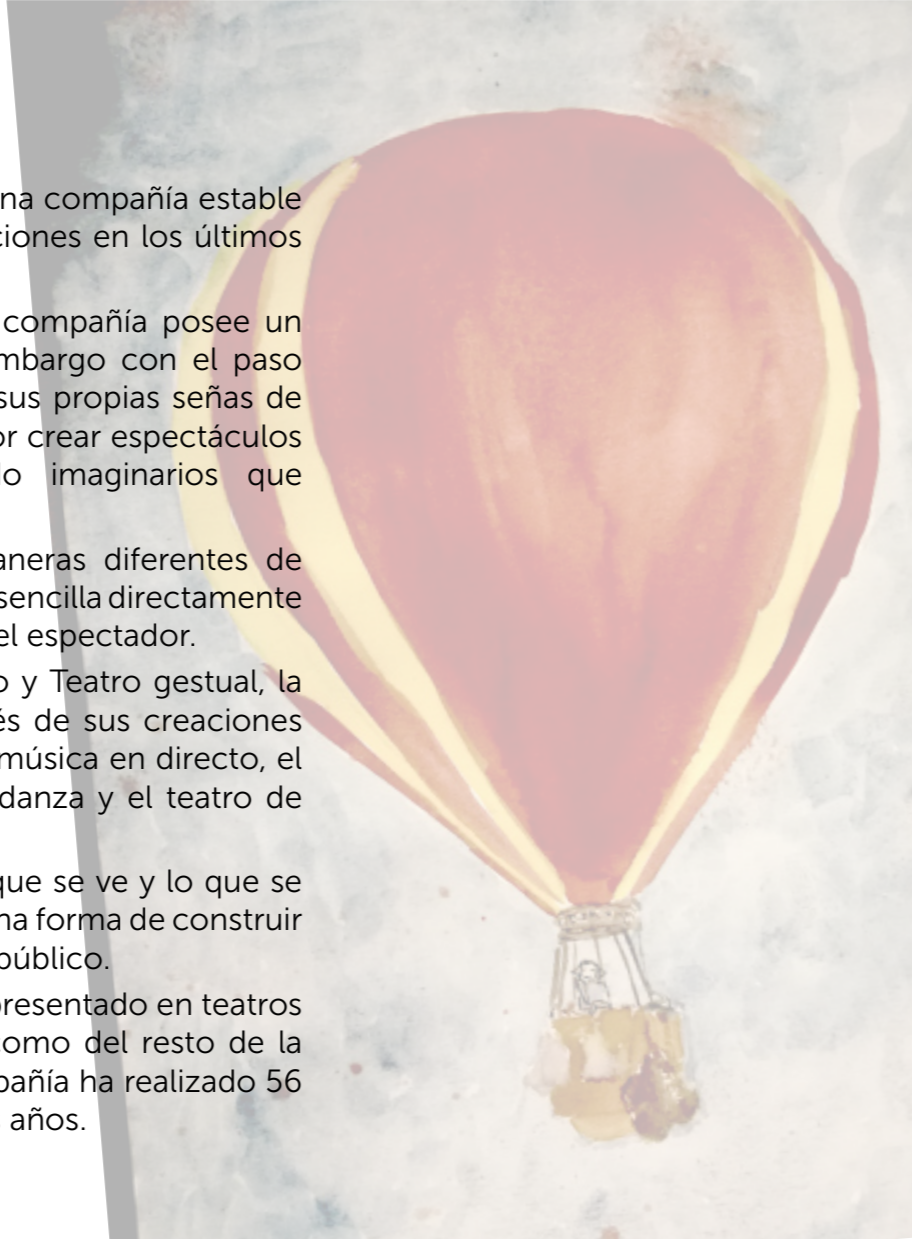 na compañía estable
ciones en los últimos
compañía posee un
mbargo con el paso
sus propias señas de
or crear espectáculos
lo imaginarios que
aneras diferentes de
sencilla directamente
el espectador.
o y Teatro gestual, la
és de sus creaciones
música en directo, el
danza y el teatro de
que se ve y lo que se
na forma de construir
público.
presentado en teatros
como del resto de la
pañía ha realizado 56
años.